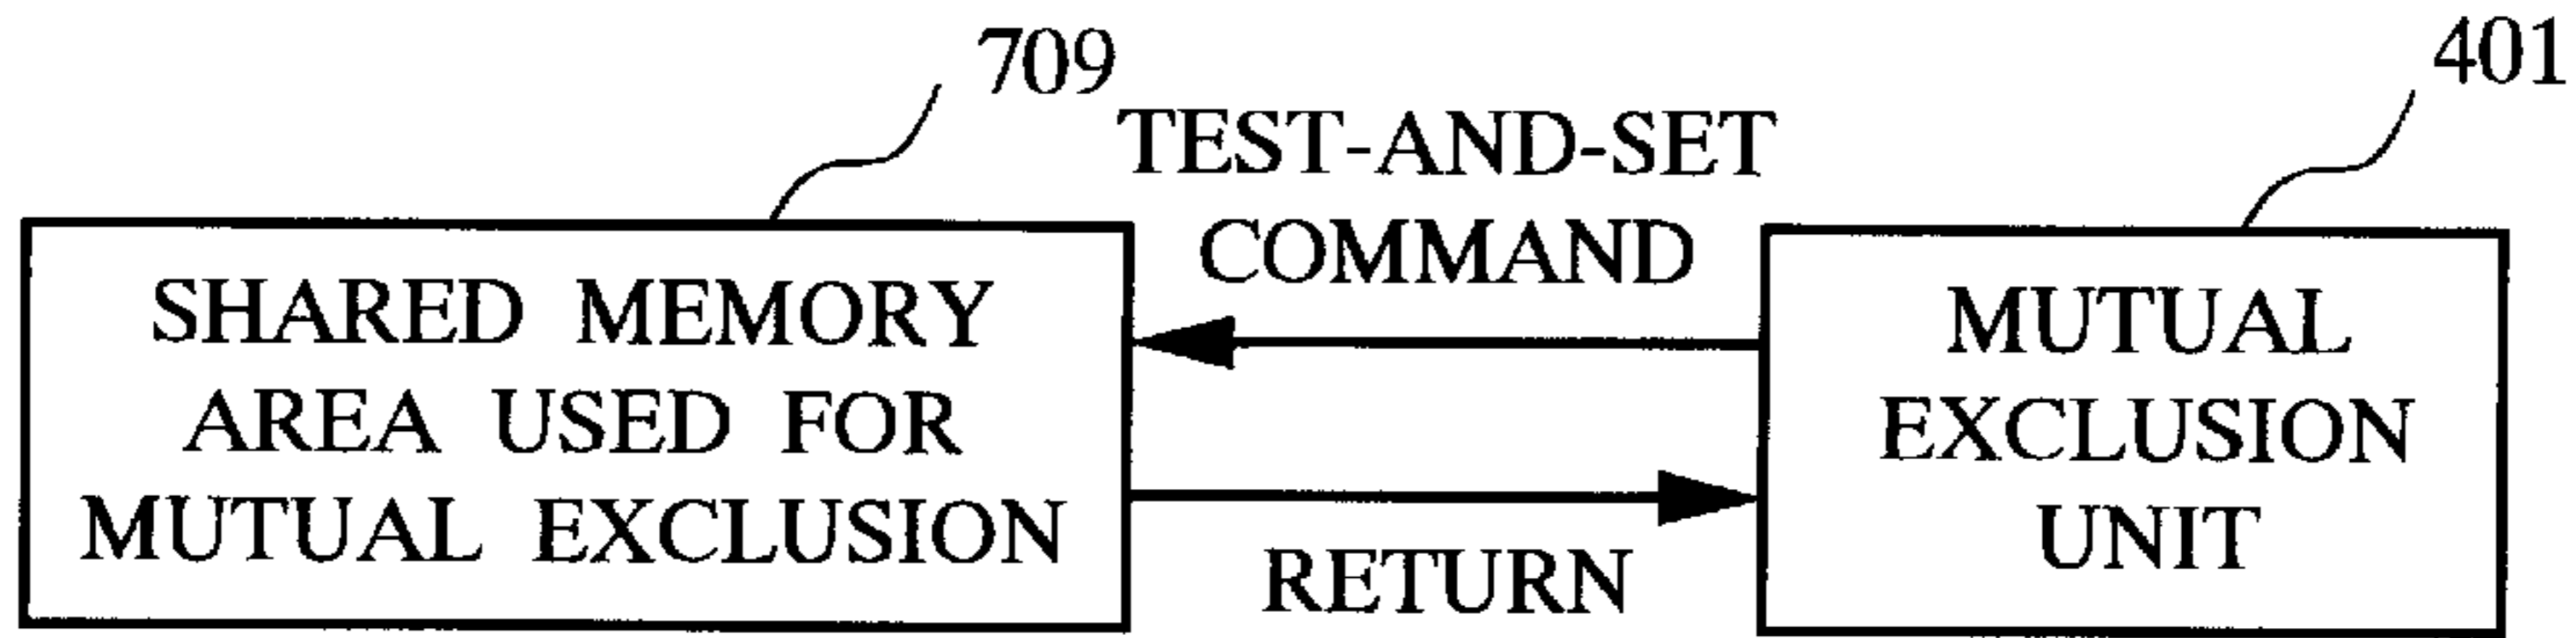 709
401
TEST-AND-SET
COMMAND
SHARED MEMORY
AREA USED FOR
MUTUAL EXCLUSION
MUTUAL
EXCLUSION
UNIT
RETURN